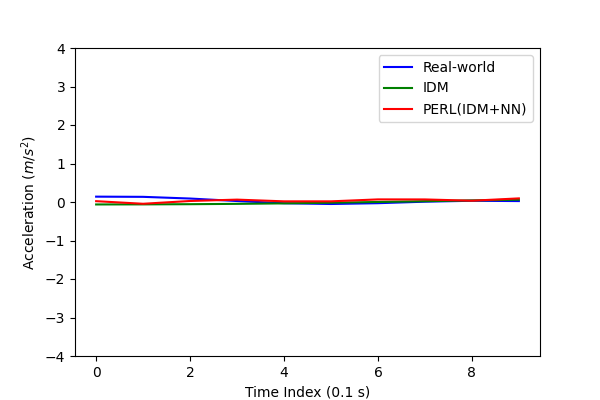 4
3
2
1
0
−1
−2
−3
−4
Acceleration (m/s²)
Real-world
IDM
PERL(IDM+NN)
0 2 4 6 8
Time Index (0.1 s)